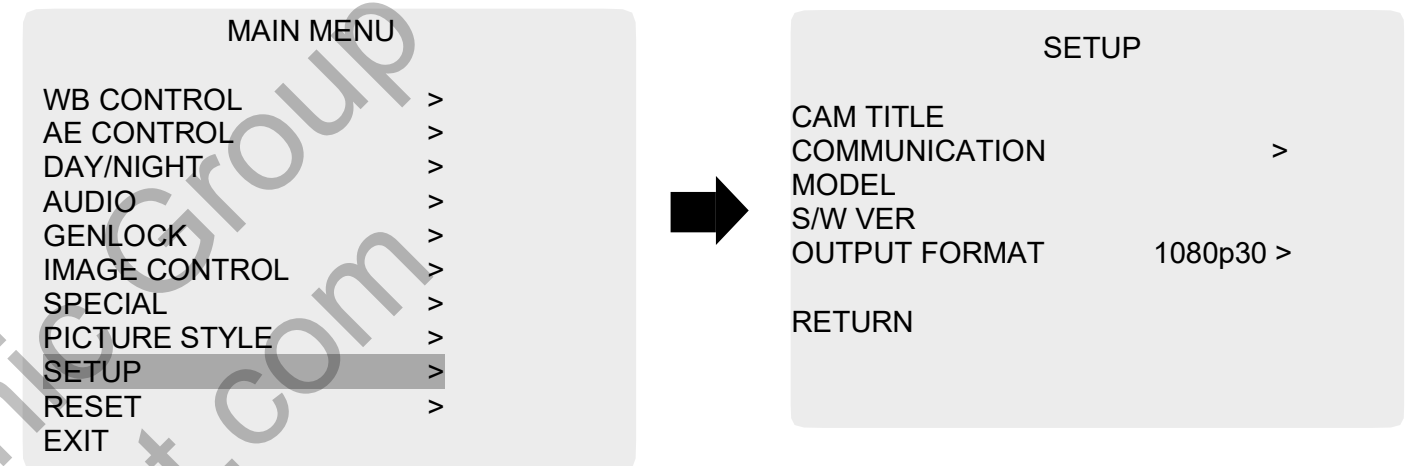 MAIN MENU
WB CONTROL >
AE CONTROL >
DAY/NIGHT >
AUDIO >
GENLOCK >
IMAGE CONTROL >
SPECIAL >
PICTURE STYLE >
SETUP >
RESET >
EXIT
SETUP
CAM TITLE
COMMUNICATION >
MODEL
S/W VER
OUTPUT FORMAT 1080p30 >
RETURN
Group